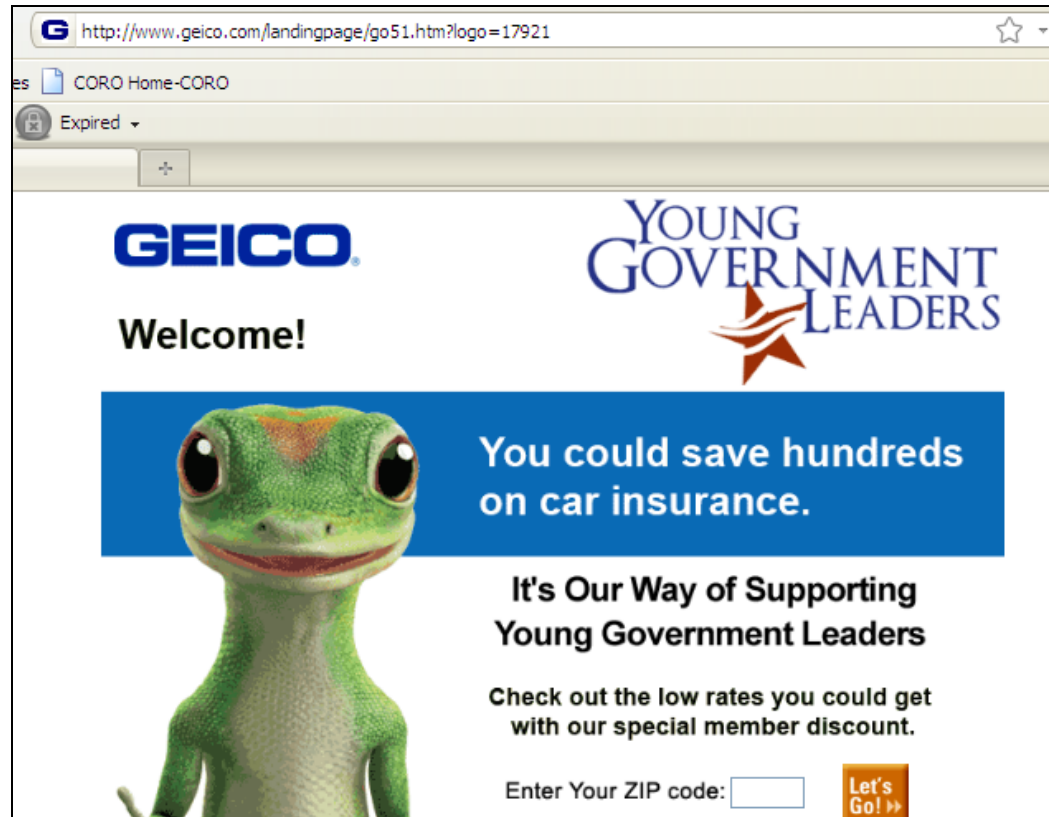 http://www.geico.com/landingpage/go51.htm?logo=17921
es CORO Home-CORO
Expired
GEICO®
YOUNG
GOVERNMENT
LEADERS
Welcome!
You could save hundreds
on car insurance.
It's Our Way of Supporting
Young Government Leaders
Check out the low rates you could get
with our special member discount.
Enter Your ZIP code:
Let's
Go!